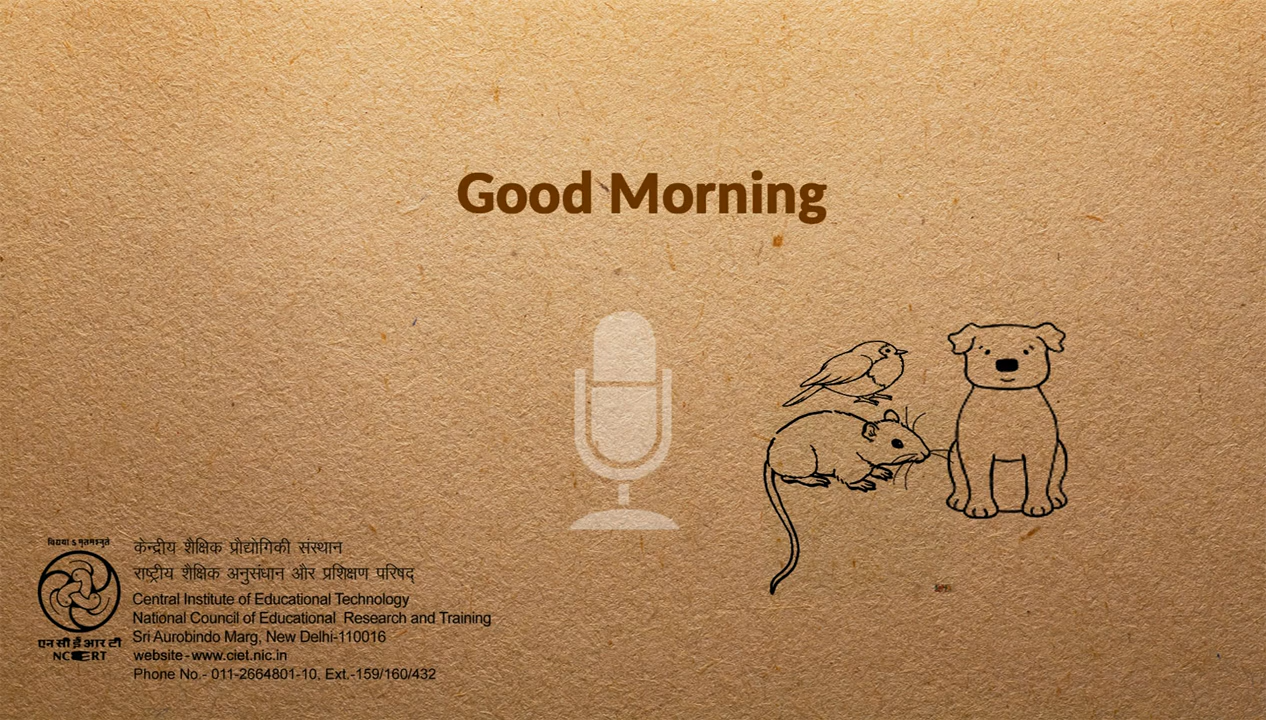 Good Morning
विद्यया ऽ मृतमश्नुते
एन सी ई आर टी
NCERT
केन्द्रीय शैक्षिक प्रौद्योगिकी संस्थान
राष्ट्रीय शैक्षिक अनुसंधान और प्रशिक्षण परिषद्
Central Institute of Educational Technology
National Council of Educational Research and Training
Sri Aurobindo Marg, New Delhi-110016
website - www.ciet.nic.in
Phone No.- 011-2664801-10, Ext.-159/160/432